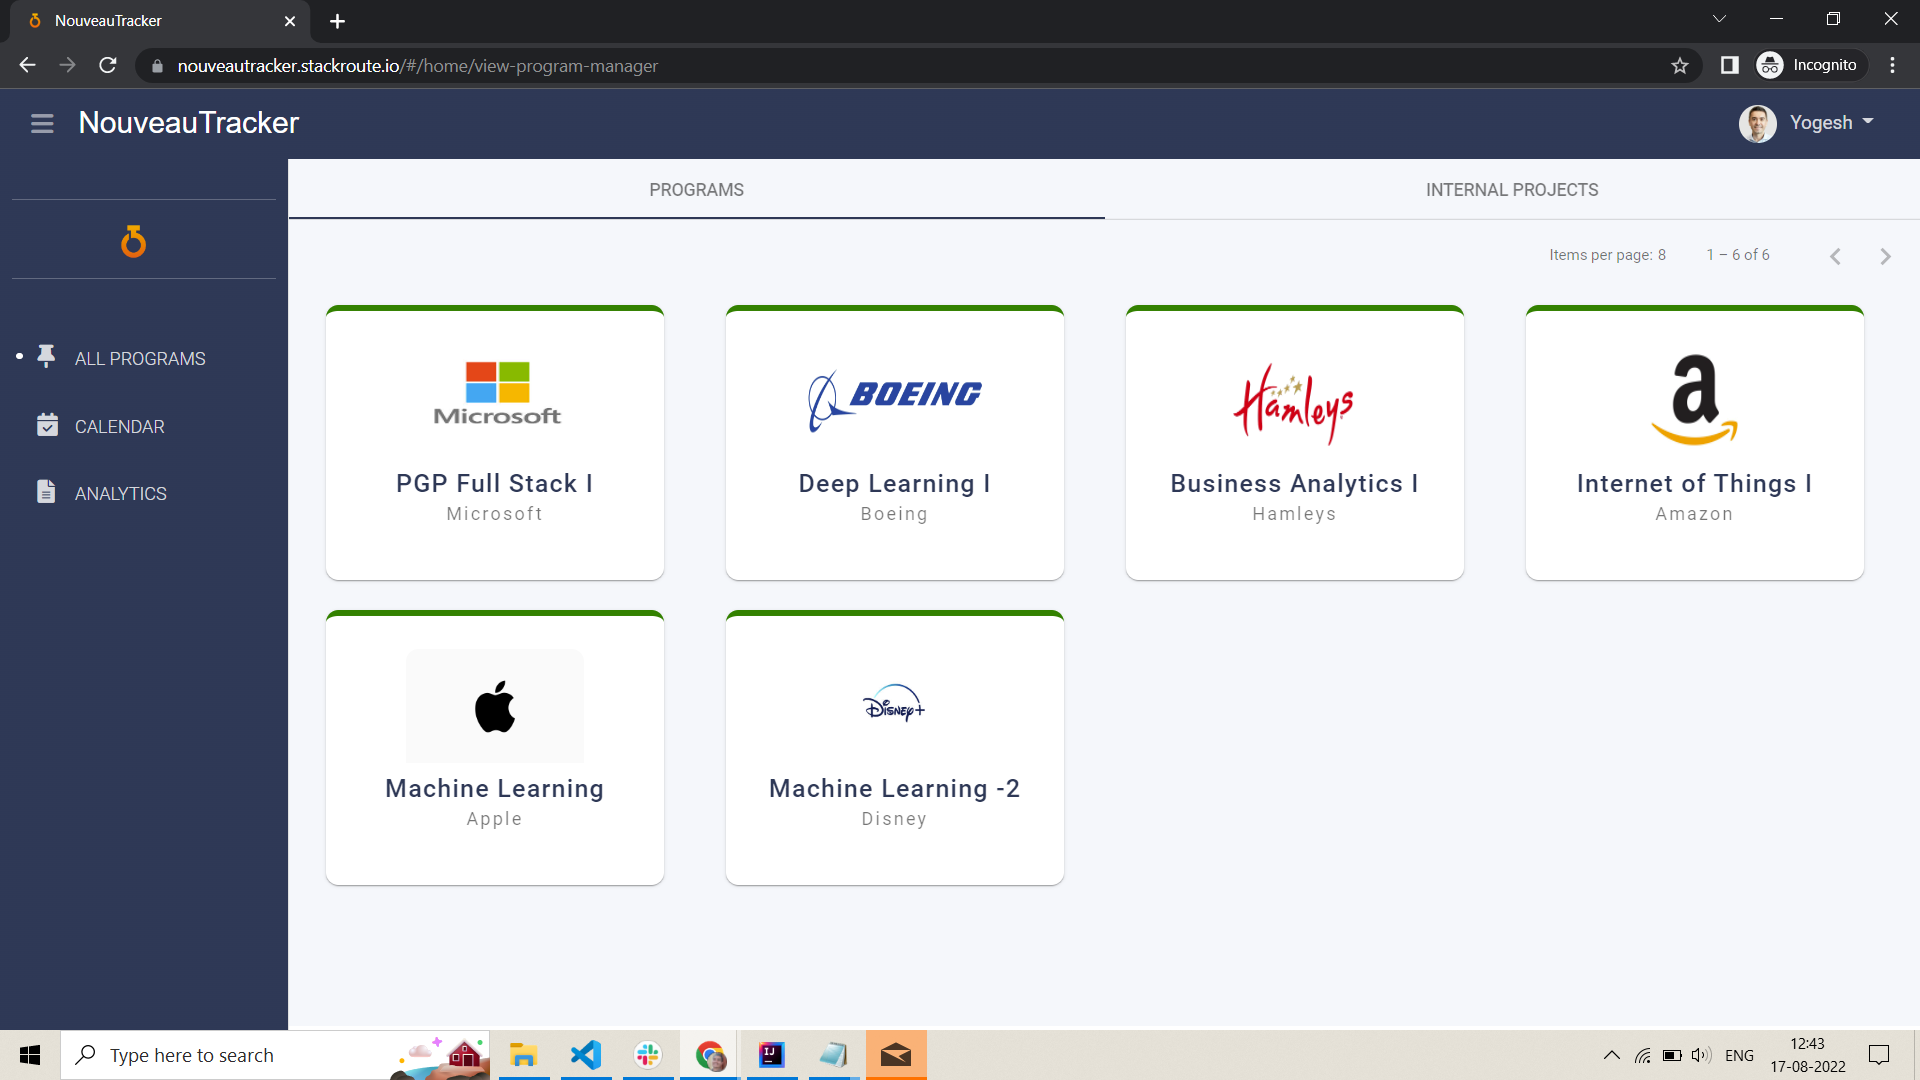 NouveauTracker
nouveautracker.stackroute.io/#/home/view-program-manager
Incognito
NouveauTracker
Yogesh
PROGRAMS
INTERNAL PROJECTS
Items per page: 8
1 – 6 of 6
ALL PROGRAMS
CALENDAR
ANALYTICS
Microsoft
PGP Full Stack I
Microsoft
BOEING
Deep Learning I
Boeing
Hamleys
Business Analytics I
Hamleys
a
Internet of Things I
Amazon
Machine Learning
Apple
Disney+
Machine Learning -2
Disney
Type here to search
IJ
ENG
12:43
17-08-2022